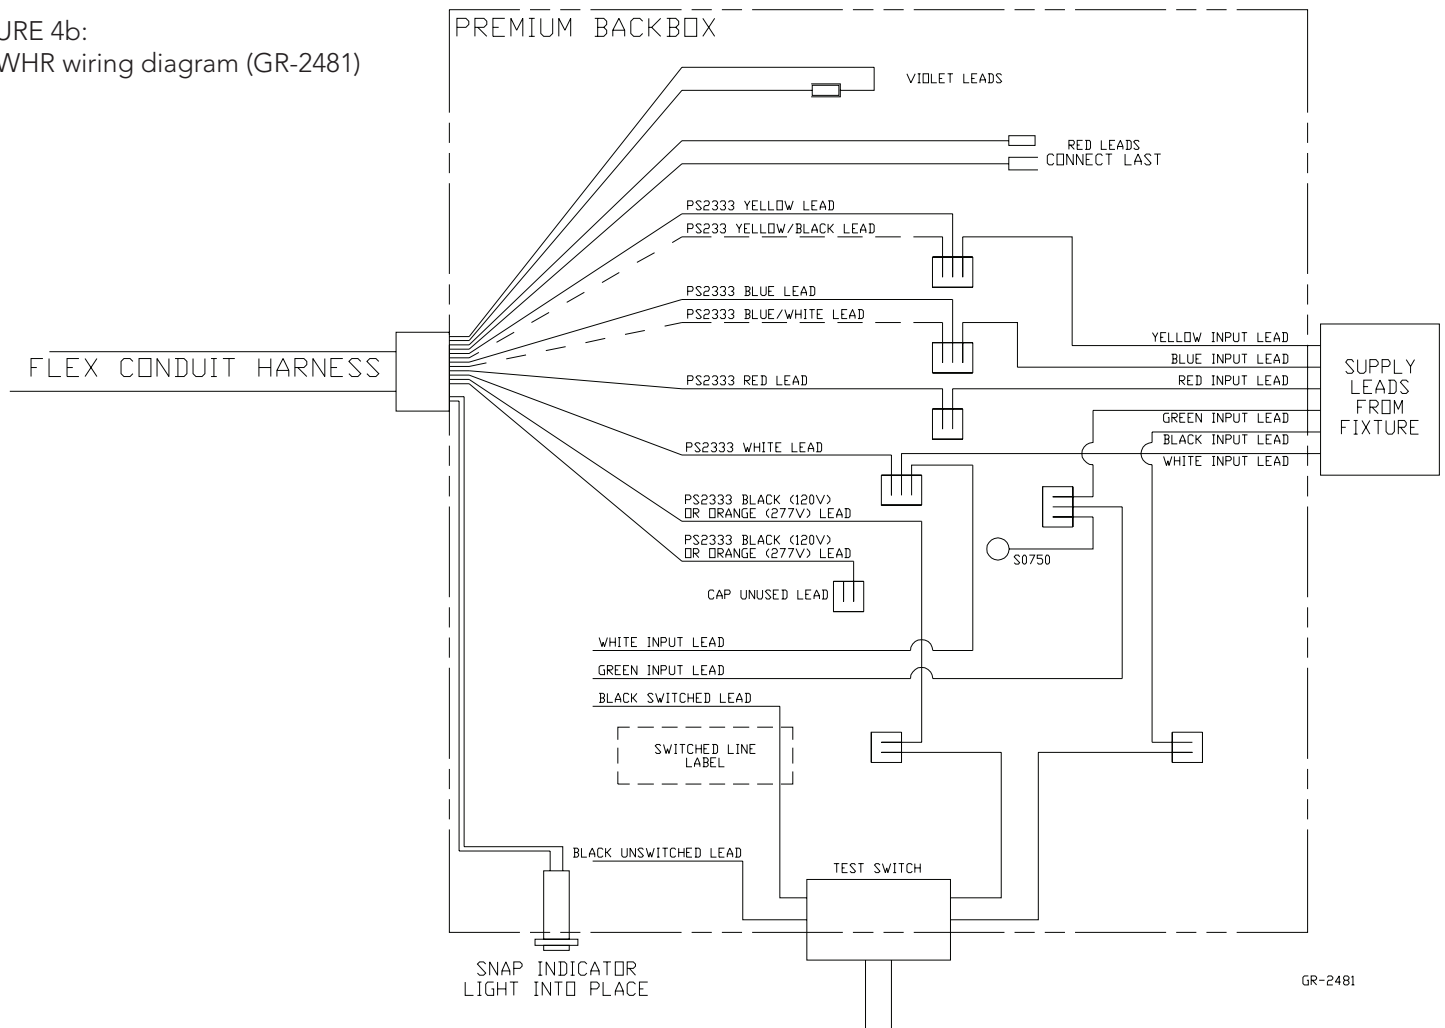 URE 4b:
WHR wiring diagram (GR-2481)
PREMIUM BACKBOX
VIOLET LEADS
RED LEADS
CONNECT LAST
PS2333 YELLOW LEAD
PS233 YELLOW/BLACK LEAD
PS2333 BLUE LEAD
PS2333 BLUE/WHITE LEAD
YELLOW INPUT LEAD
BLUE INPUT LEAD
RED INPUT LEAD
GREEN INPUT LEAD
BLACK INPUT LEAD
WHITE INPUT LEAD
SUPPLY
LEADS
FROM
FIXTURE
FLEX CONDUIT HARNESS
PS2333 RED LEAD
PS2333 WHITE LEAD
PS2333 BLACK (120V)
OR ORANGE (277V) LEAD
PS2333 BLACK (120V)
OR ORANGE (277V) LEAD
S0750
CAP UNUSED LEAD
WHITE INPUT LEAD
GREEN INPUT LEAD
BLACK SWITCHED LEAD
SWITCHED LINE
LABEL
BLACK UNSWITCHED LEAD
TEST SWITCH
SNAP INDICATOR
LIGHT INTO PLACE
GR-2481